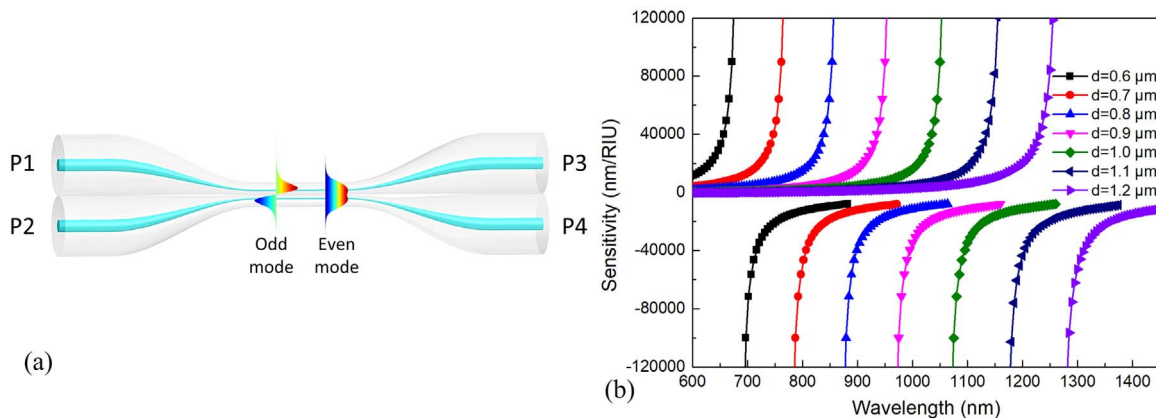 P1
P2
P3
P4
Odd
mode
Even
mode
(a)
Sensitivity (nm/RIU)
120000
80000
40000
0
-40000
-80000
-120000
600 700 800 900 1000 1100 1200 1300 1400
Wavelength (nm)
d=0.6 μm
d=0.7 μm
d=0.8 μm
d=0.9 μm
d=1.0 μm
d=1.1 μm
d=1.2 μm
(b)